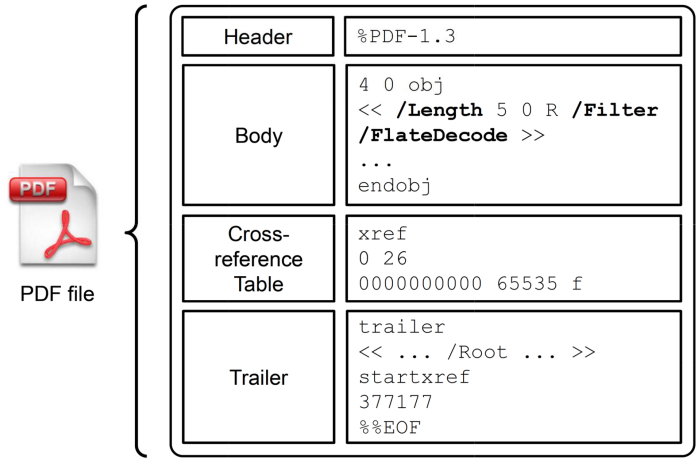 PDF
PDF file
Header
%PDF-1.3
Body
4 0 obj
<< /Length 5 0 R /Filter
/FlateDecode >>
...
endobj
Cross-
reference
Table
xref
0 26
0000000000 65535 f
Trailer
trailer
<< ... /Root ... >>
startxref
377177
%%EOF